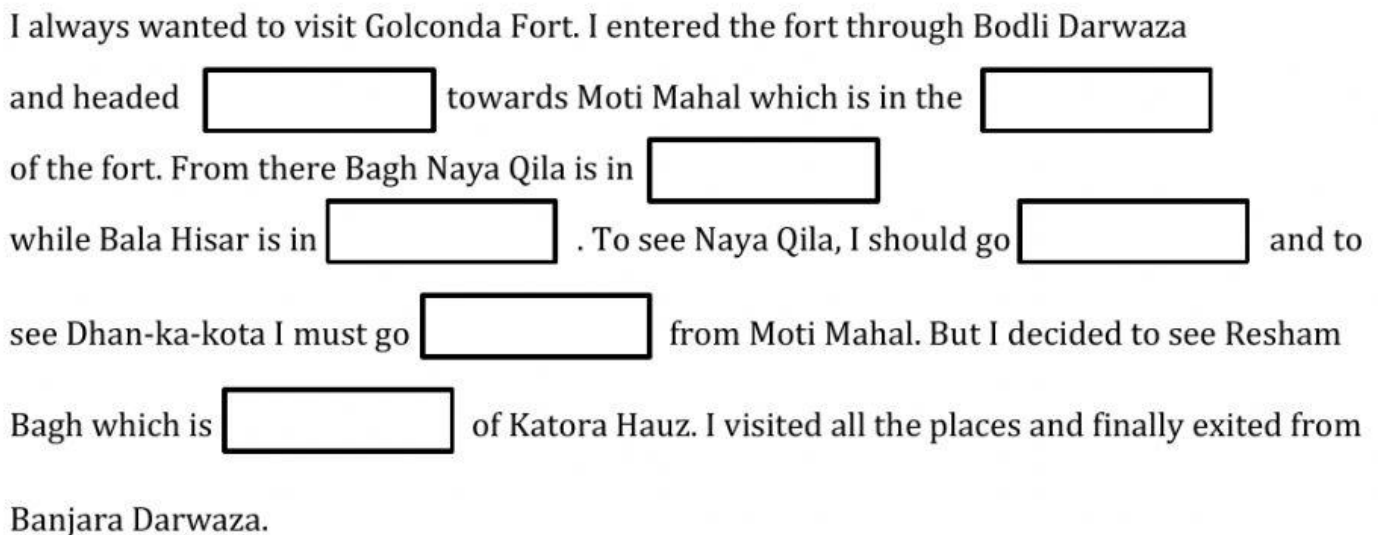 I always wanted to visit Golconda Fort. I entered the fort through Bodli Darwaza
and headed towards Moti Mahal which is in the
of the fort. From there Bagh Naya Qila is in
while Bala Hisar is in . To see Naya Qila, I should go and to
see Dhan-ka-kota I must go from Moti Mahal. But I decided to see Resham
Bagh which is of Katora Hauz. I visited all the places and finally exited from
Banjara Darwaza.